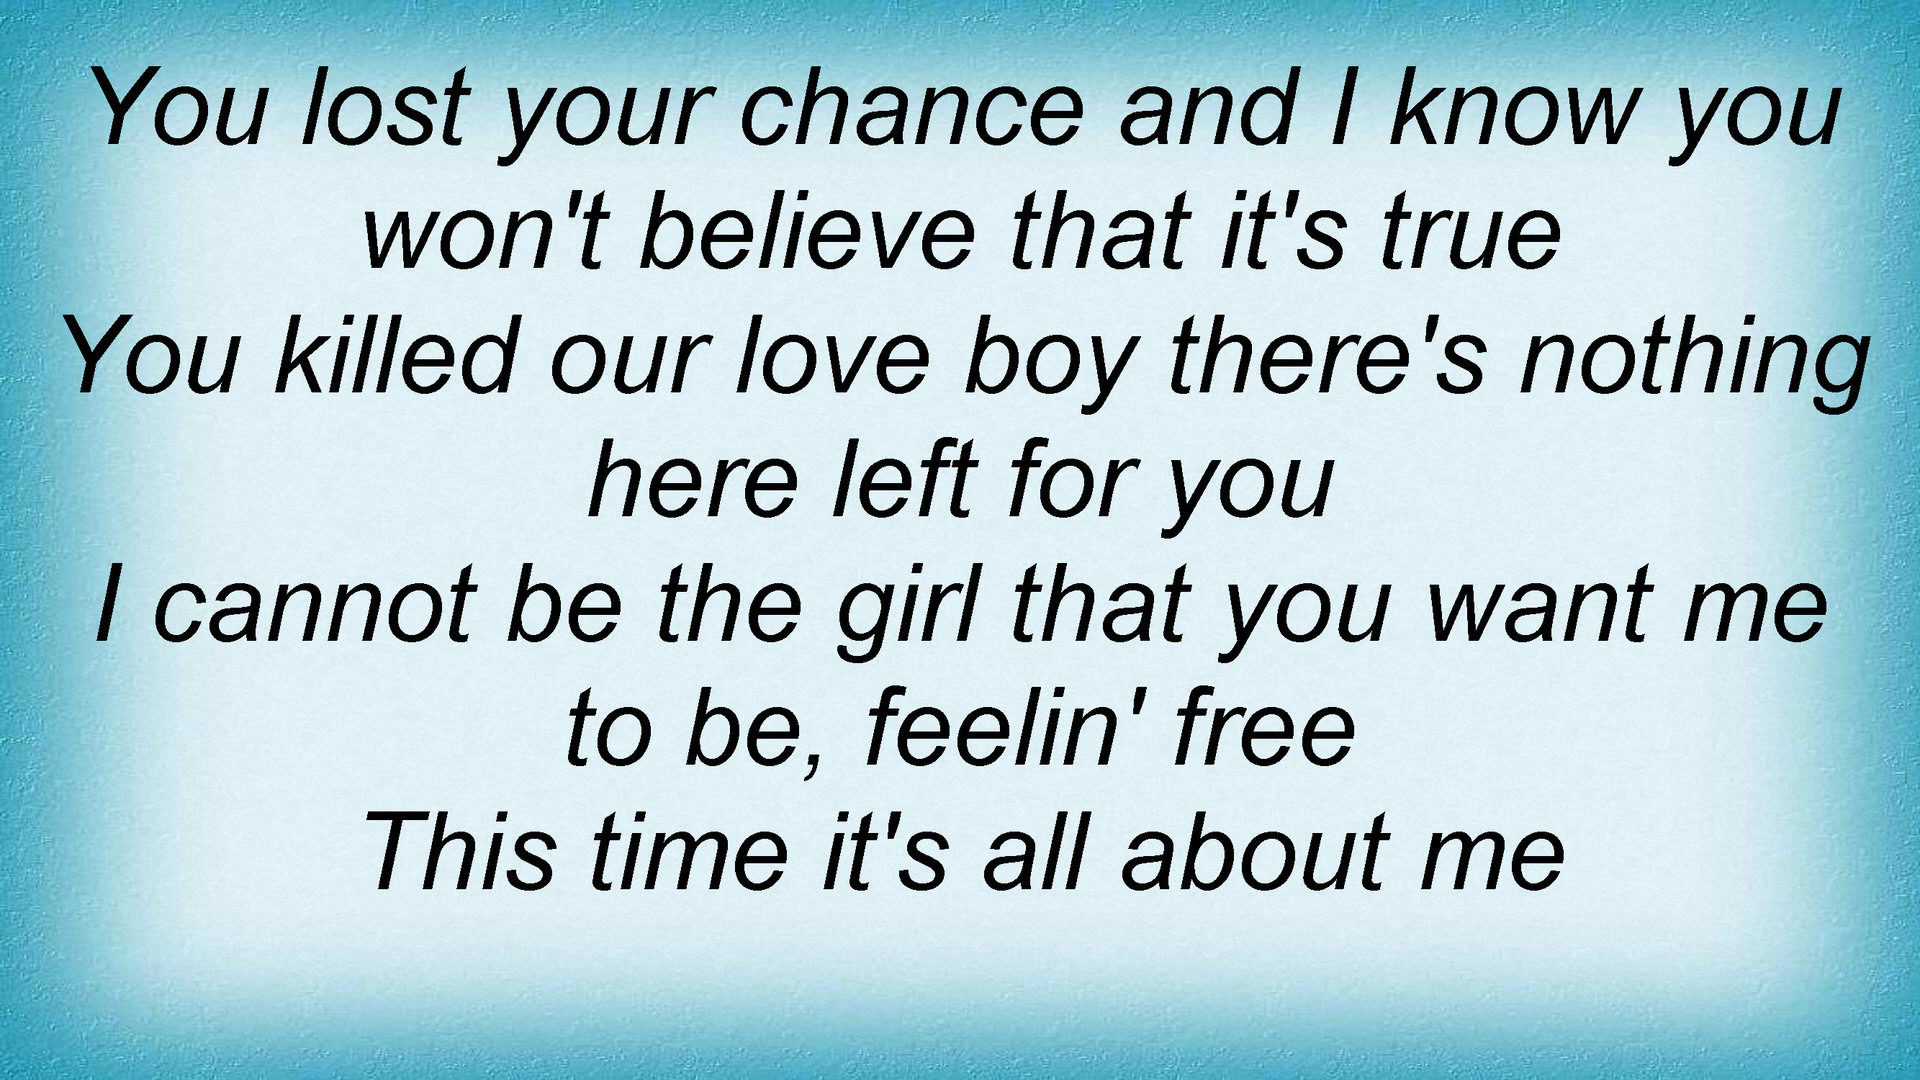 You lost your chance and I know you
won't believe that it's true
You killed our love boy there's nothing
here left for you
I cannot be the girl that you want me
to be, feelin' free
This time it's all about me